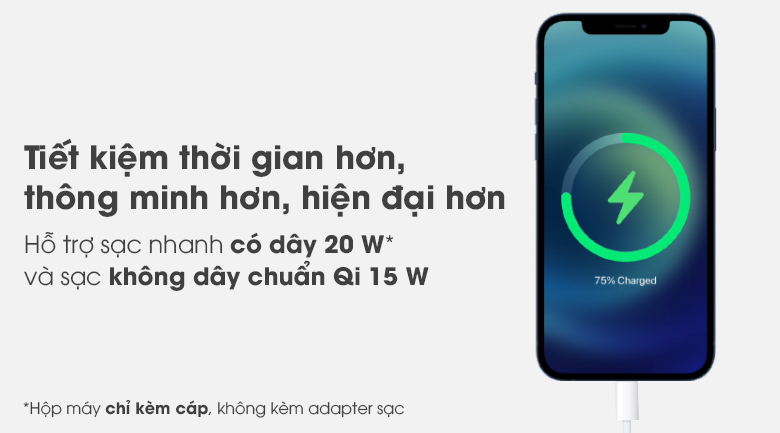 Tiết kiệm thời gian hơn,
thông minh hơn, hiện đại hơn
Hỗ trợ sạc nhanh có dây 20 W*
và sạc không dây chuẩn Qi 15 W
75% Charged
*Hộp máy chỉ kèm cáp, không kèm adapter sạc